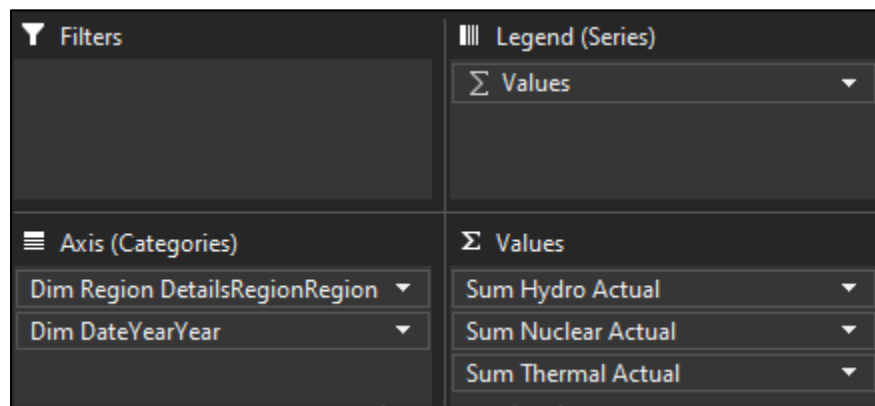 Filters
Legend (Series)
∑ Values
Axis (Categories)
Dim Region DetailsRegionRegion
Dim DateYearYear
Σ Values
Sum Hydro Actual
Sum Nuclear Actual
Sum Thermal Actual